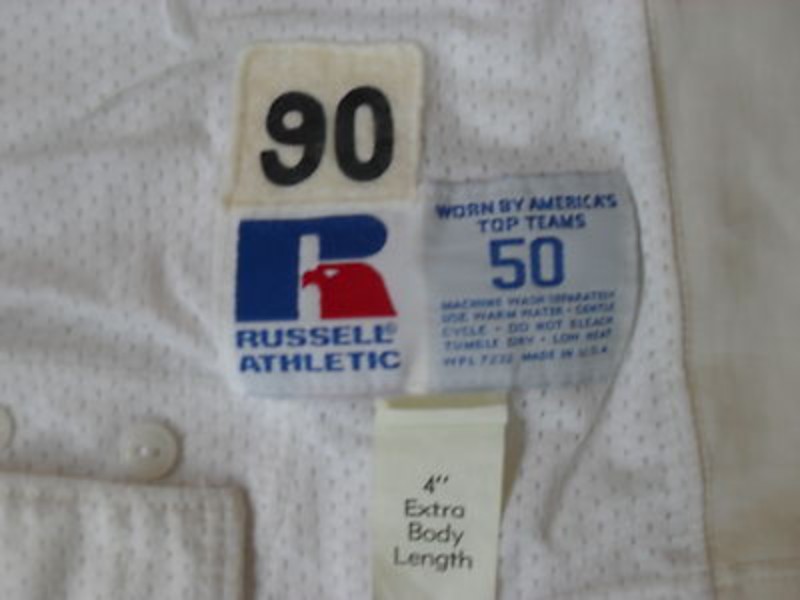 90
RUSSELL®
ATHLETIC
WORN BY AMERICA'S
TOP TEAMS
50
MACHINE WASH SEPARATELY
USE WARM WATER • GENTLE
CYCLE • DO NOT BLEACH
TUMBLE DRY • LOW HEAT
MADE IN U.S.A.
4"
Extra
Body
Length